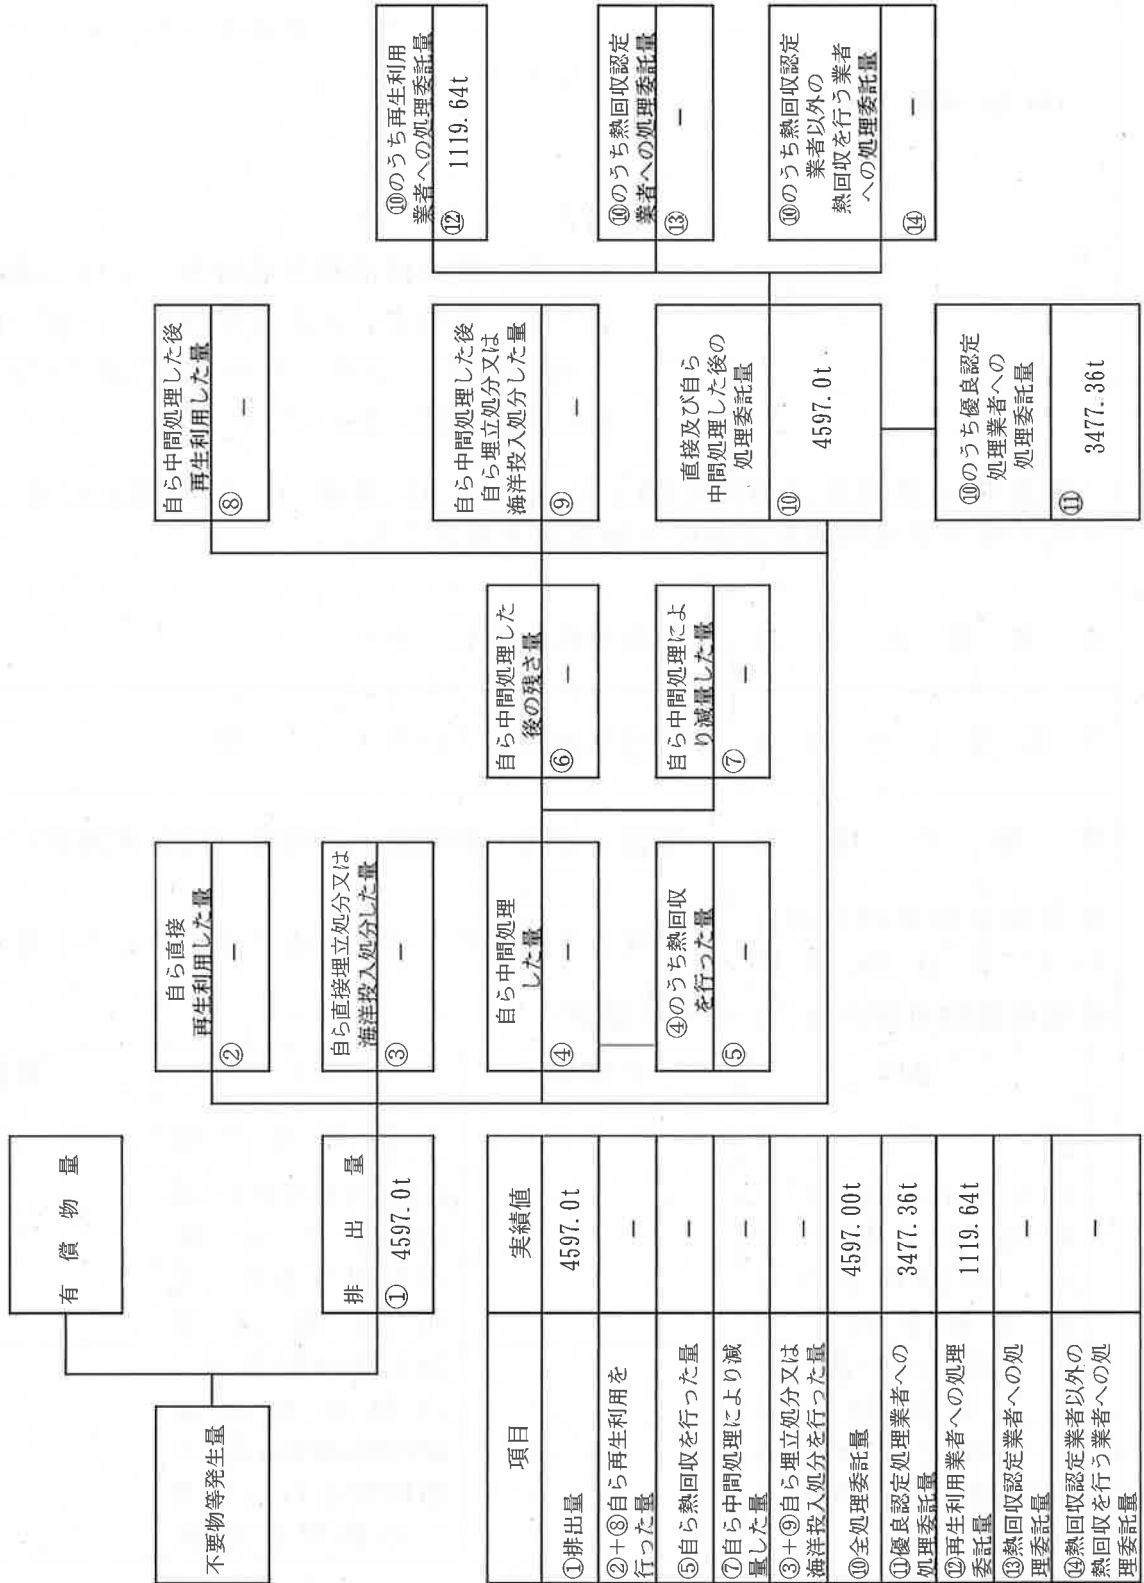 不要物等発生量
有償物量
排出量
① 4597.0t
自ら直接
再生利用した量
②
－
自ら直接埋立処分又は
海洋投入処分した量
③
－
自ら中間処理
した量
④
－
④のうち熱回収
を行った量
⑤
－
自ら中間処理した
後の残さ量
⑥
－
自ら中間処理によ
り減量した量
⑦
－
自ら中間処理した後
再生利用した量
⑧
－
自ら中間処理した後
自ら埋立処分又は
海洋投入処分した量
⑨
－
直接及び自ら
中間処理した後の
処理委託量
⑩
4597.0t
⑩のうち優良認定
処理業者への
処理委託量
⑪
3477.36t
⑩のうち再生利用
業者への処理委託量
⑫
1119.64t
⑩のうち熱回収認定
業者への処理委託量
⑬
－
⑩のうち熱回収認定
業者以外の
熱回収を行う業者
への処理委託量
⑭
－
項目 実績値
①排出量 4597.0t
②+⑧自ら再生利用を
行った量 －
⑤自ら熱回収を行った量 －
⑦自ら中間処理により減
量した量 －
③+⑨自ら埋立処分又は
海洋投入処分を行った量 －
⑩全処理委託量 4597.00t
⑪優良認定処理業者への
処理委託量 3477.36t
⑫再生利用業者への処理
委託量 1119.64t
⑬熱回収認定業者への処
理委託量 －
⑭熱回収認定業者以外の
熱回収を行う業者への処
理委託量 －